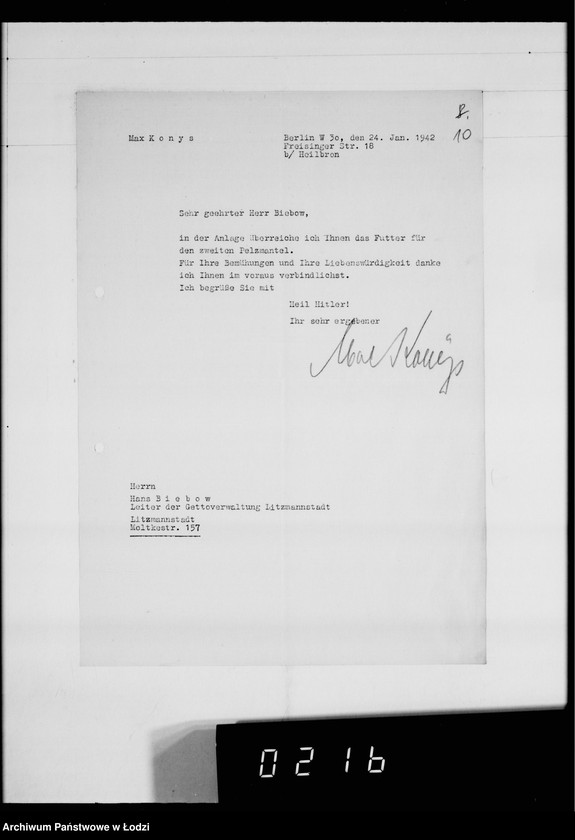 P.
10
Max K o n y s
Berlin W 30, den 24. Jan. 1942
Freisinger Str. 18
b/ Heilbron
Sehr geehrter Herr Biebow,
in der Anlage überreiche ich Ihnen das Futter für
den zweiten Pelzmantel.
Für Ihre Bemühungen und Ihre Liebenswürdigkeit danke
ich Ihnen im voraus verbindlichst.
Ich begrüße Sie mit
Heil Hitler!
Ihr sehr ergebener
Max Konÿs
Herrn
Hans B i e b o w
Leiter der Gettoverwaltung Litzmannstadt
Litzmannstadt
Moltkestr. 157
0216
Archiwum Państwowe w Łodzi